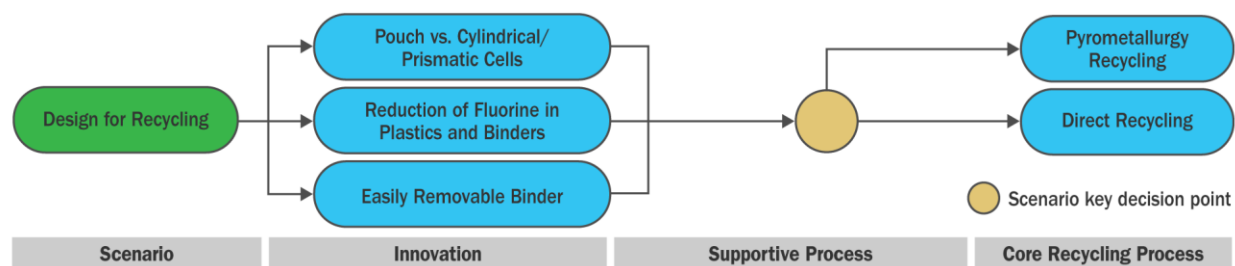 Design for Recycling
Pouch vs. Cylindrical/
Prismatic Cells
Reduction of Fluorine in
Plastics and Binders
Easily Removable Binder
Pyrometallurgy
Recycling
Direct Recycling
Scenario key decision point
Scenario
Innovation
Supportive Process
Core Recycling Process